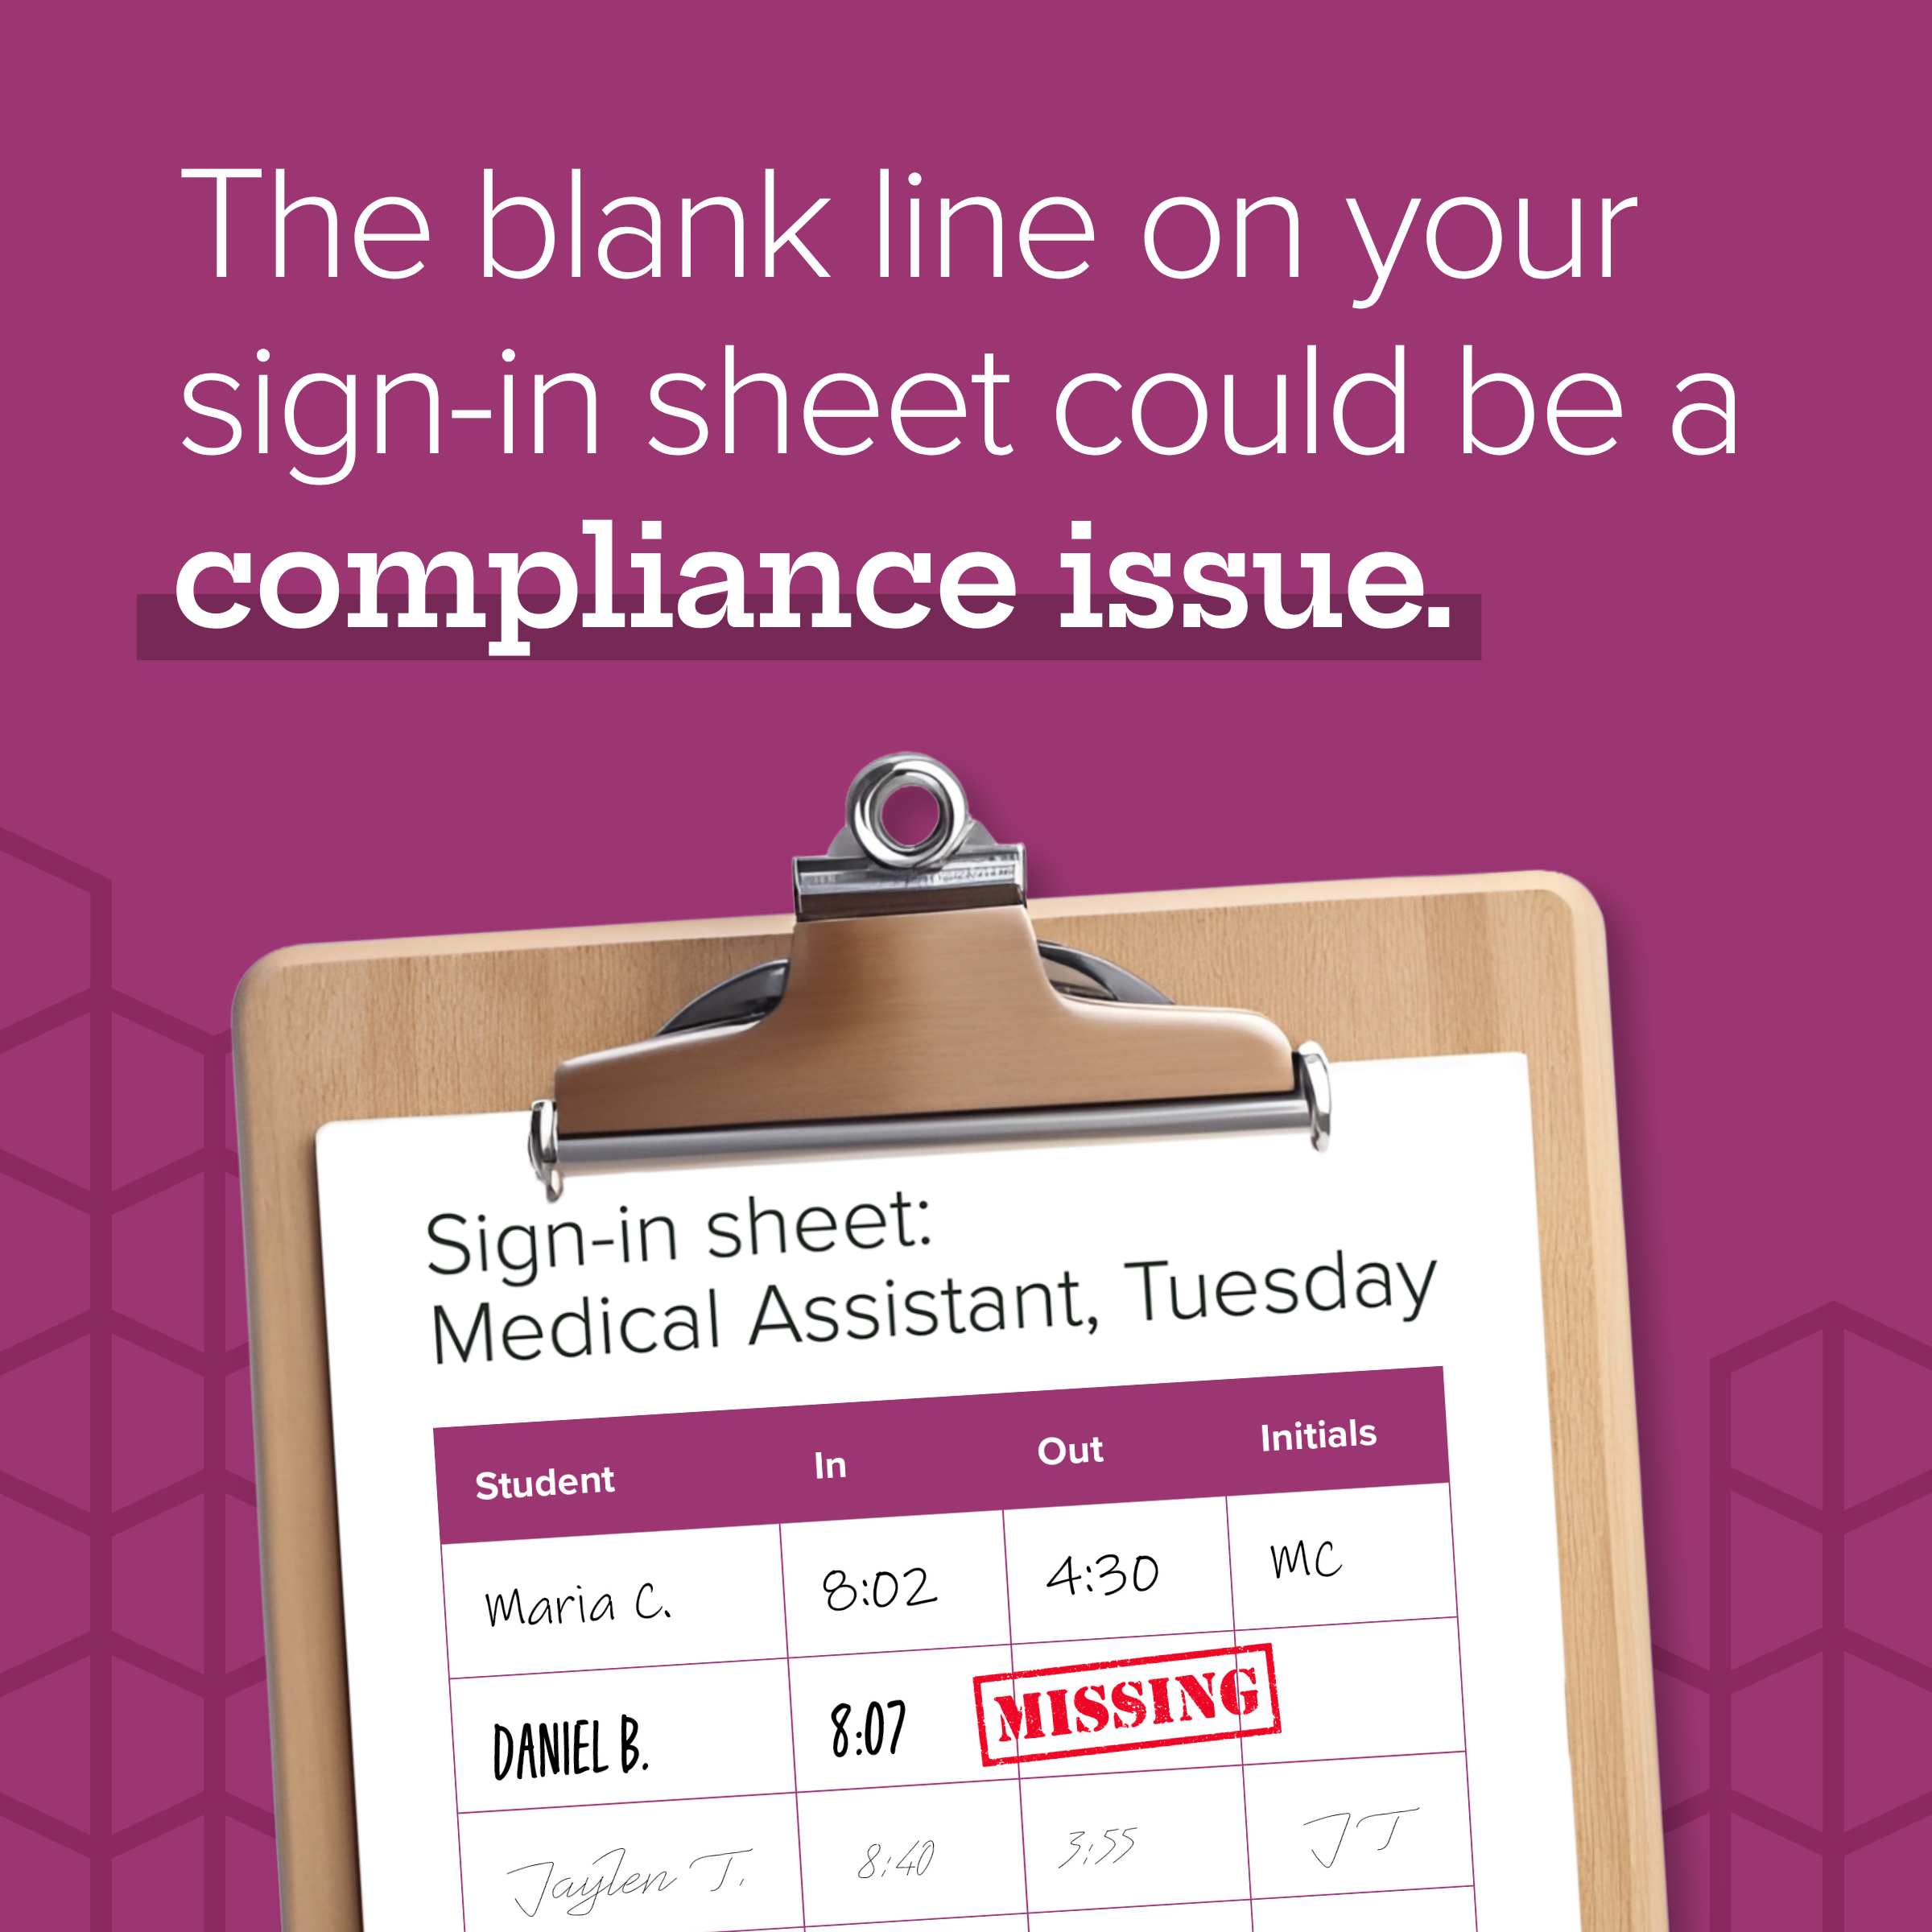 The blank line on your
sign-in sheet could be a
compliance issue.
Sign-in sheet:
Medical Assistant, Tuesday
Student In Out Initials
Maria C. 8:02 4:30 MC
DANIEL B. 8:07 MISSING
Jaylen T. 8:40 3:55 JT